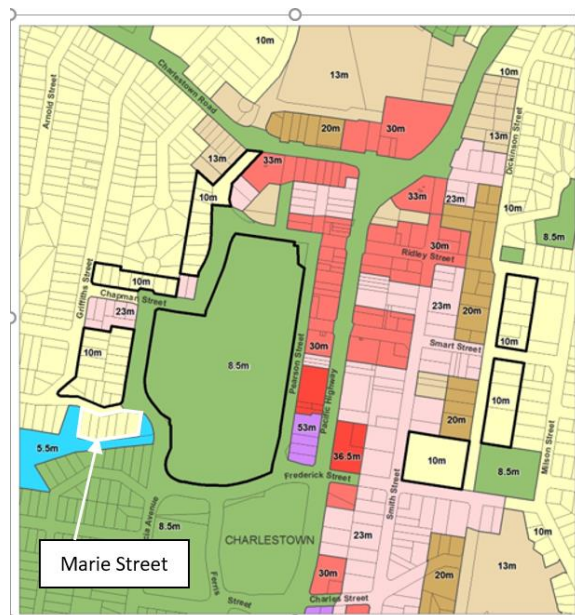 10m
Arnold Street
Charlestown Road
13m
10m
13m
Dickinson Street
20m
30m
13m
33m
23m
33m
10m
10m
30m
8.5m
Ridley Street
Griffiths Street
10m
Chapman Street
23m
23m
20m
10m
Smart Street
10m
30m
8.5m
Pearson Street
Pacific Highway
10m
20m
53m
36.5m
10m
8.5m
Milson Street
5.5m
Frederick Street
Smith Street
8.5m
CHARLESTOWN
23m
10m
13m
Marie Street
Ferris
Street
30m
20m
Charles Street